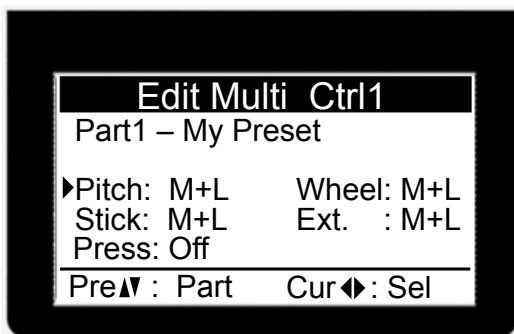 Edit Multi Ctrl1
Part1 – My Preset
Pitch: M+L Wheel: M+L
Stick: M+L Ext. : M+L
Press: Off
Pre▲▼ : Part Cur◀▶ : Sel